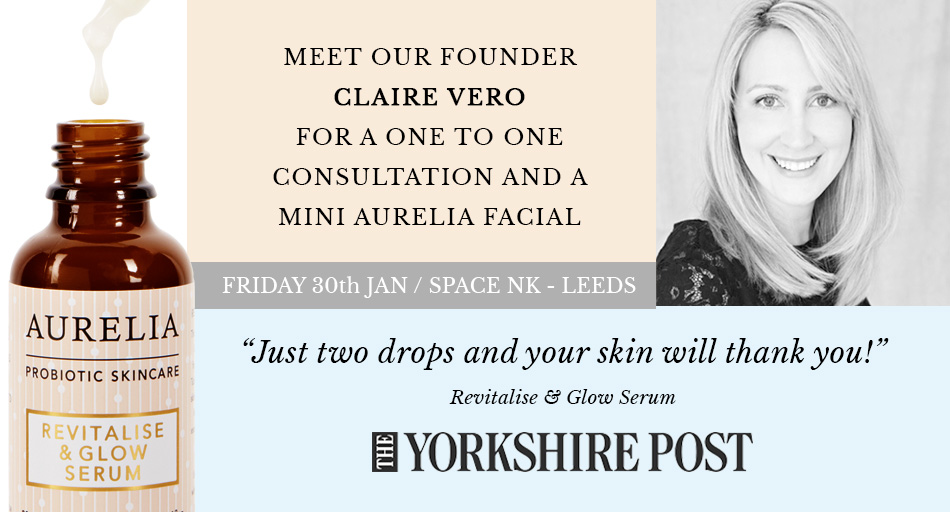 MEET OUR FOUNDER
CLAIRE VERO
FOR A ONE TO ONE
CONSULTATION AND A
MINI AURELIA FACIAL
FRIDAY 30th JAN / SPACE NK - LEEDS
AURELIA
PROBIOTIC SKINCARE
REVITALISE
& GLOW
SERUM
“Just two drops and your skin will thank you!”
Revitalise & Glow Serum
THE YORKSHIRE POST